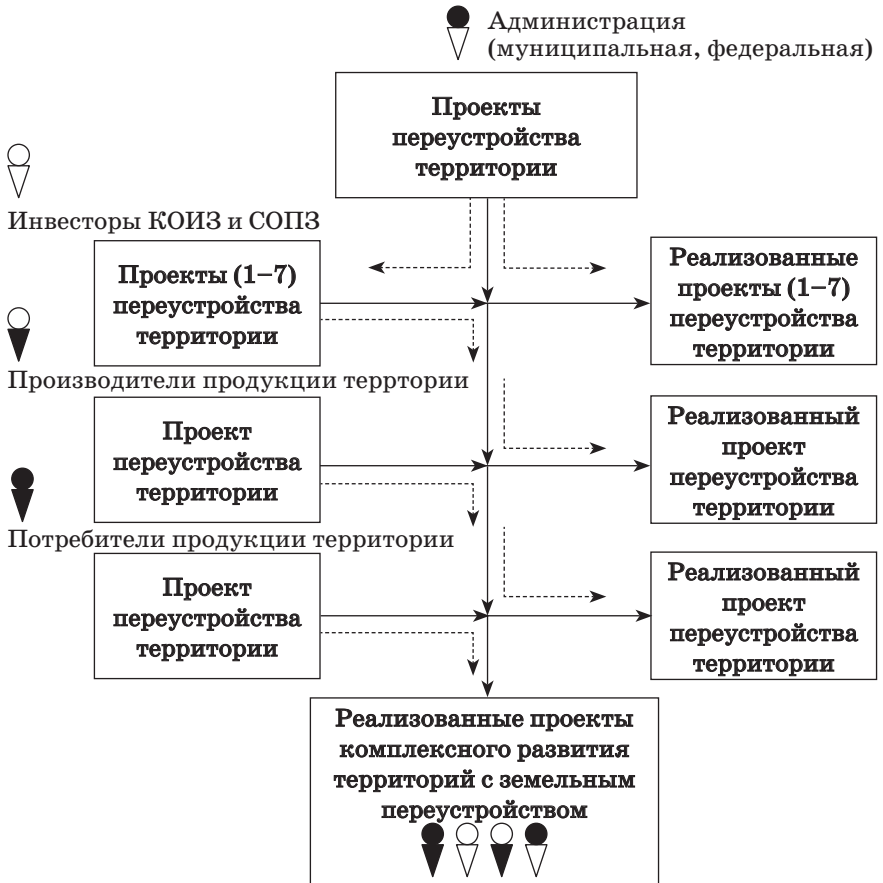 Администрация
(муниципальная, федеральная)
Проекты
переустройства
территории
Инвесторы КОИЗ и СОПЗ
Проекты (1–7)
переустройства
территории
Реализованные
проекты (1–7)
переустройства
территории
Производители продукции терртории
Проект
переустройства
территории
Реализованный
проект
переустройства
территории
Потребители продукции территории
Проект
переустройства
территории
Реализованный
проект
переустройства
территории
Реализованные проекты
комплексного развития
территорий с земельным
переустройством